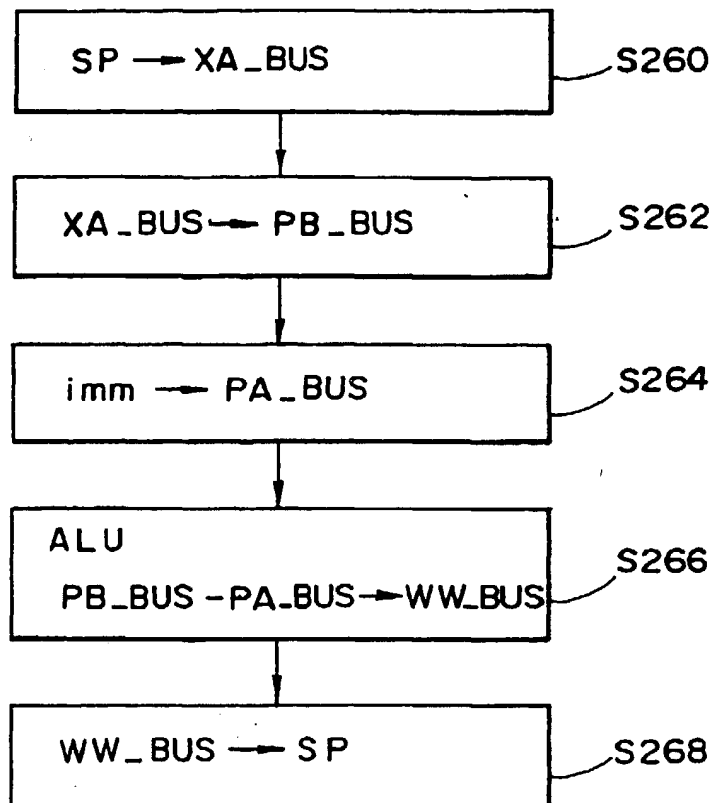 SP → XA_BUS
S260
XA_BUS → PB_BUS
S262
imm → PA_BUS
S264
ALU
PB_BUS – PA_BUS → WW_BUS
S266
WW_BUS → SP
S268